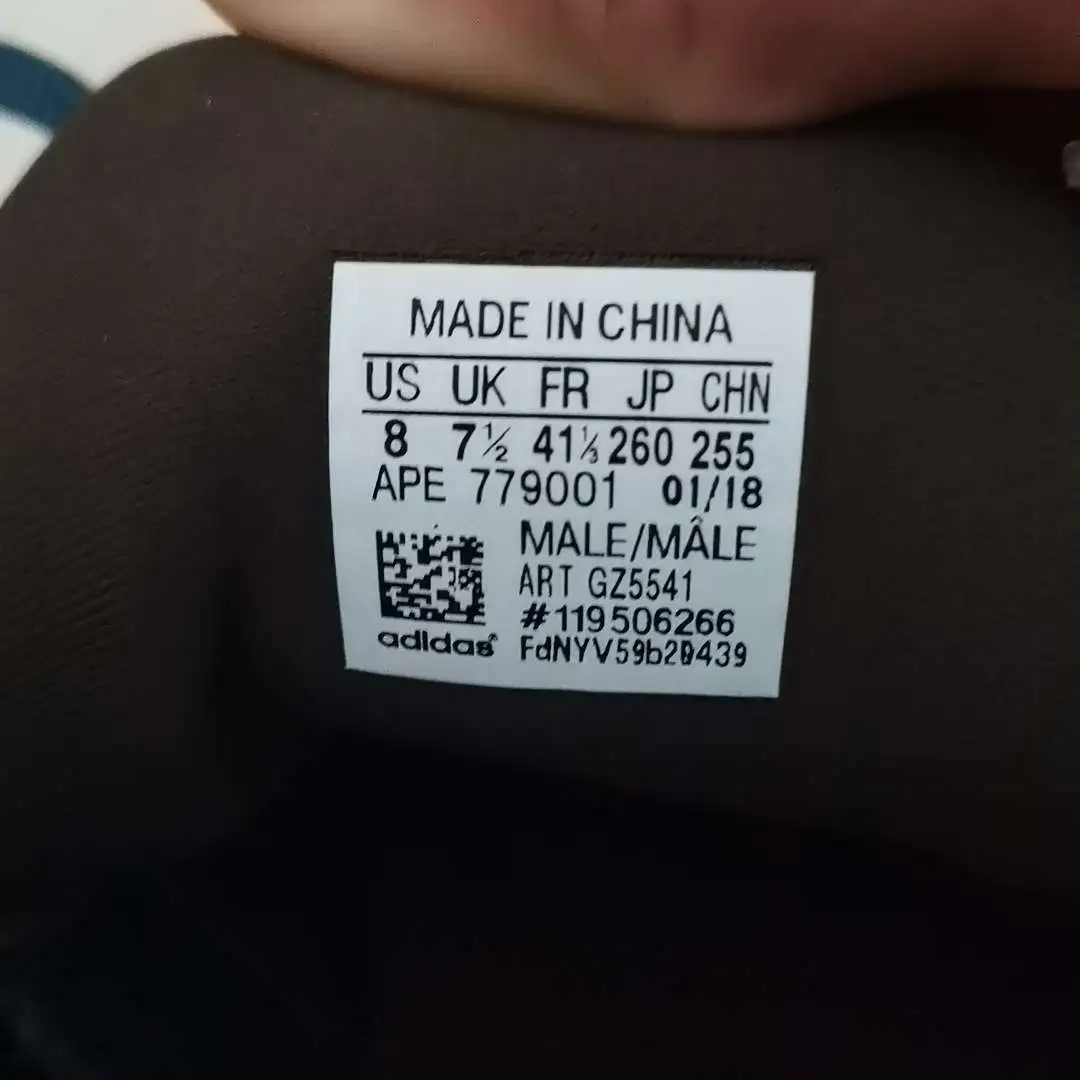 MADE IN CHINA
US UK FR JP CHN
8 7½ 41⅓ 260 255
APE 779001 01/18
MALE/MÂLE
ART GZ5541
#119506266
adidas
FdNYV59b20439